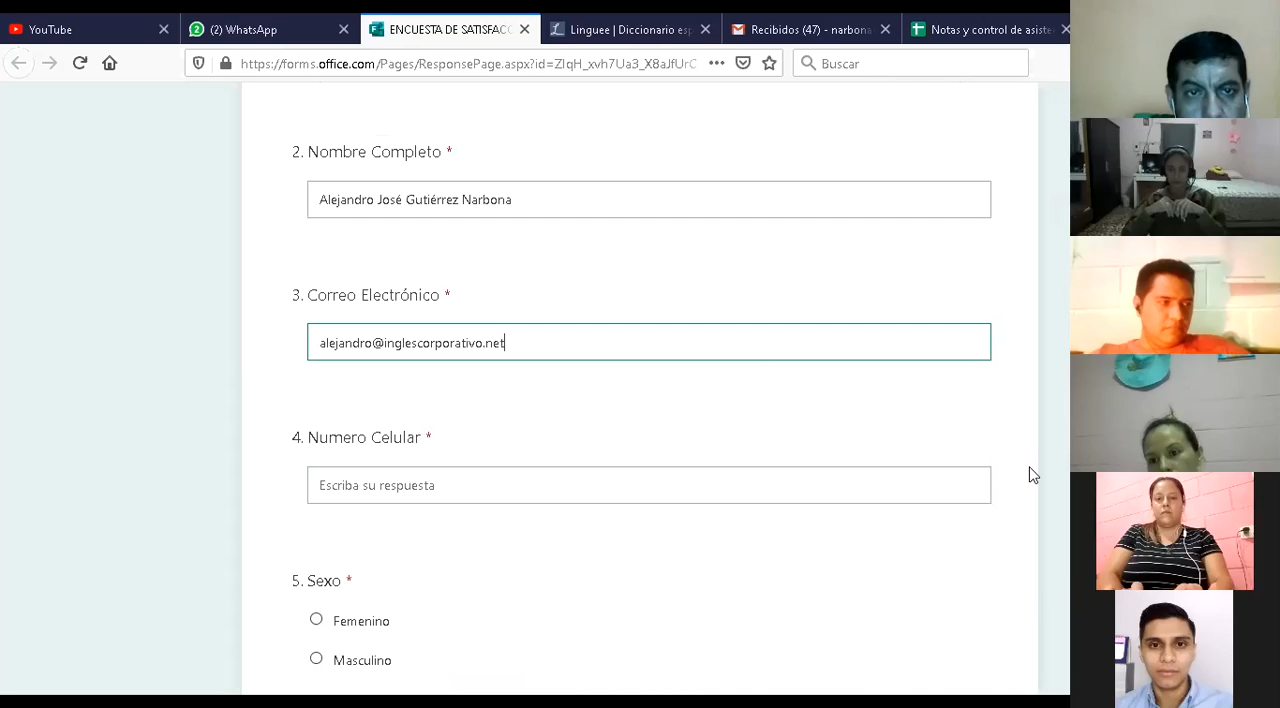 YouTube
(2) WhatsApp
ENCUESTA DE SATISFACC
Linguee | Diccionario es
Recibidos (47) - narbona
Notas y control de asiste
https://forms.office.com/Pages/ResponsePage.aspx?id=
Buscar
2. Nombre Completo *
Alejandro José Gutiérrez Narbona
3. Correo Electrónico *
alejandro@inglescorporativo.net
4. Numero Celular *
Escriba su respuesta
5. Sexo *
Femenino
Masculino